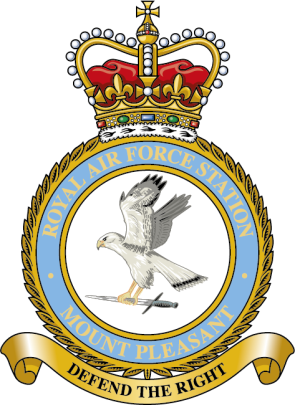 ROYAL AIR FORCE STATION
MOUNT PLEASANT
DEFEND THE RIGHT